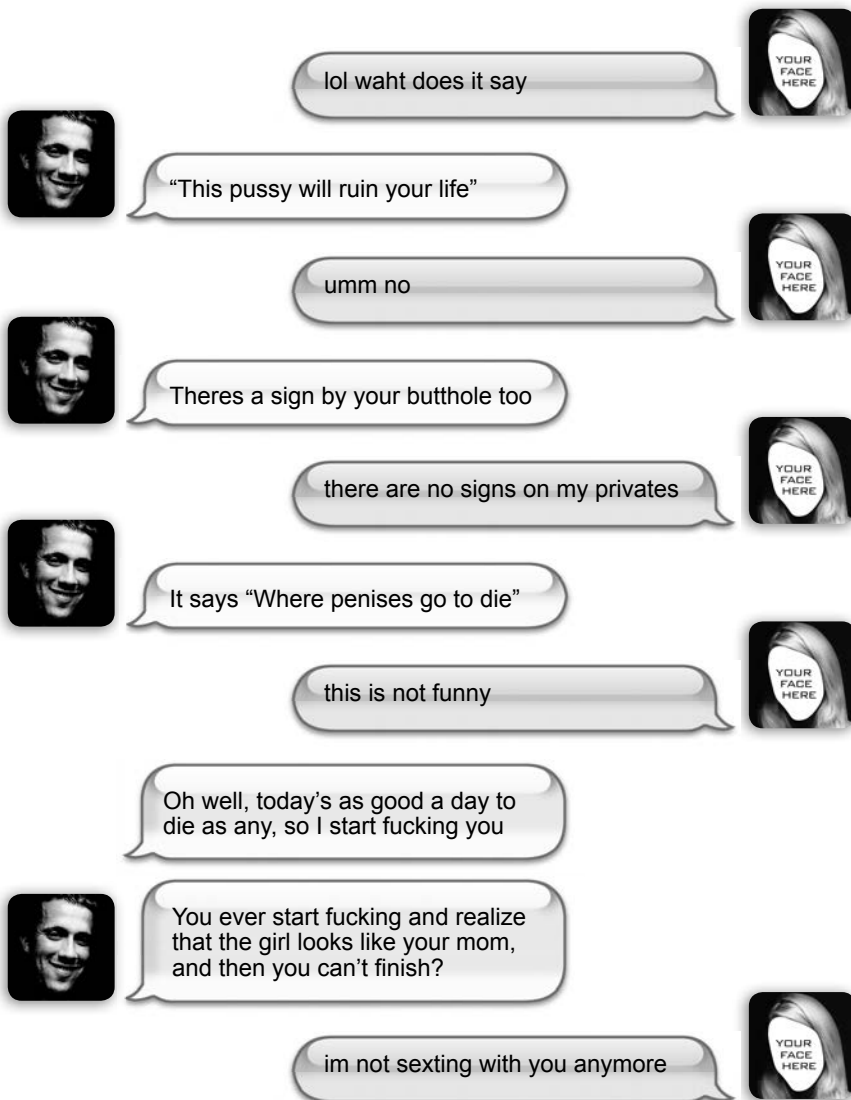 YOUR
FACE
HERE
lol waht does it say
“This pussy will ruin your life”
YOUR
FACE
HERE
umm no
Theres a sign by your butthole too
YOUR
FACE
HERE
there are no signs on my privates
It says “Where penises go to die”
YOUR
FACE
HERE
this is not funny
Oh well, today's as good a day to
die as any, so I start fucking you
You ever start fucking and realize
that the girl looks like your mom,
and then you can’t finish?
YOUR
FACE
HERE
im not sexting with you anymore